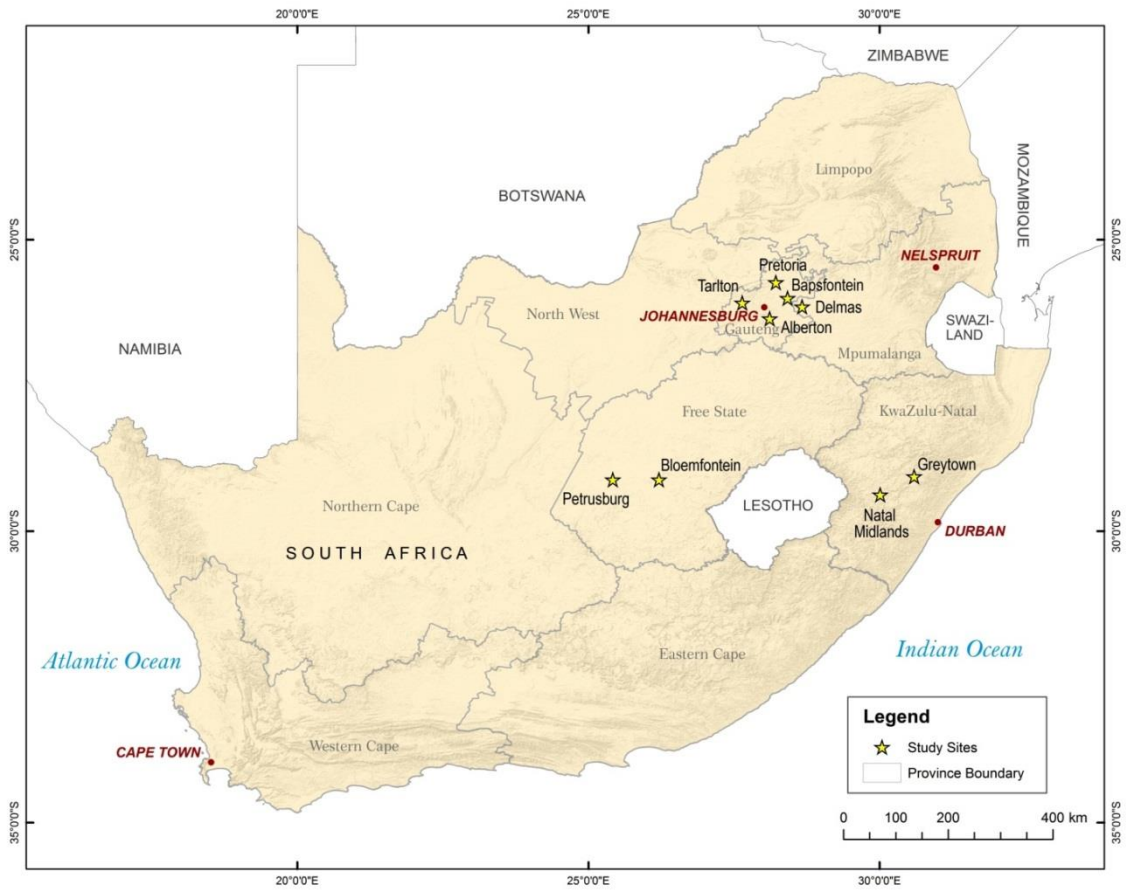 20°0'0"E 25°0'0"E 30°0'0"E
ZIMBABWE
MOZAMBIQUE
Limpopo
BOTSWANA
25°0'0"S 25°0'0"S
NELSPRUIT
Pretoria
Tarlton
Bapsfontein
Delmas
JOHANNESBURG
Alberton
Gauteng
North West
SWAZI-
LAND
NAMIBIA
Mpumalanga
Free State
KwaZulu-Natal
Bloemfontein
Greytown
Petrusburg
LESOTHO
Northern Cape
Natal
Midlands
30°0'0"S 30°0'0"S
DURBAN
SOUTH AFRICA
Atlantic Ocean
Eastern Cape
Indian Ocean
Western Cape
CAPE TOWN
Legend
Study Sites
Province Boundary
0 100 200 400 km
35°0'0"S 35°0'0"S
20°0'0"E 25°0'0"E 30°0'0"E